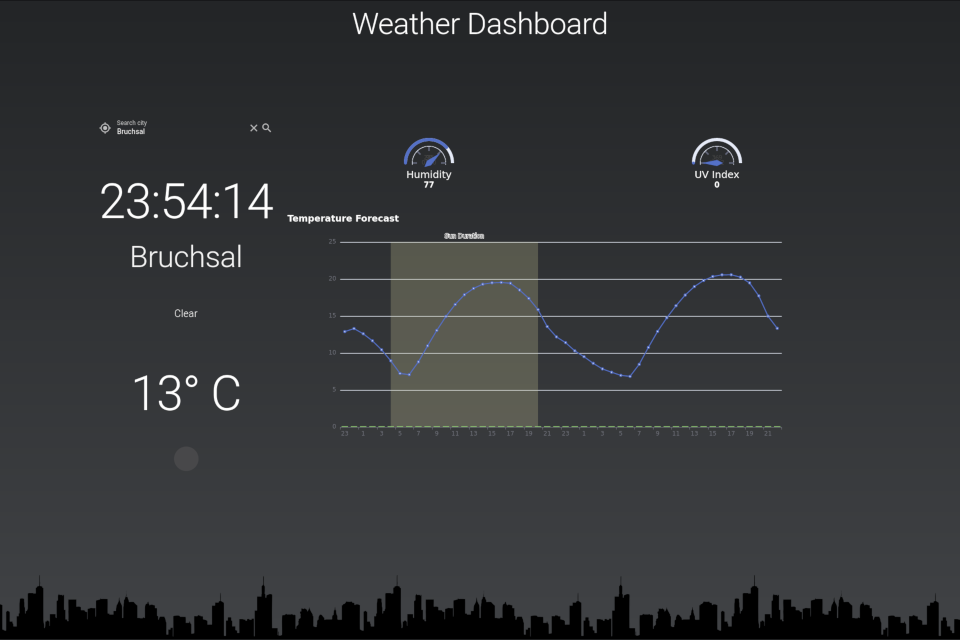 Weather Dashboard
Search city
Bruchsal
23:54:14
Bruchsal
Clear
13° C
Humidity
77
UV Index
0
Temperature Forecast
Sun Duration
25
20
15
10
5
0
23 1 3 5 7 9 11 13 15 17 19 21 23 1 3 5 7 9 11 13 15 17 19 21